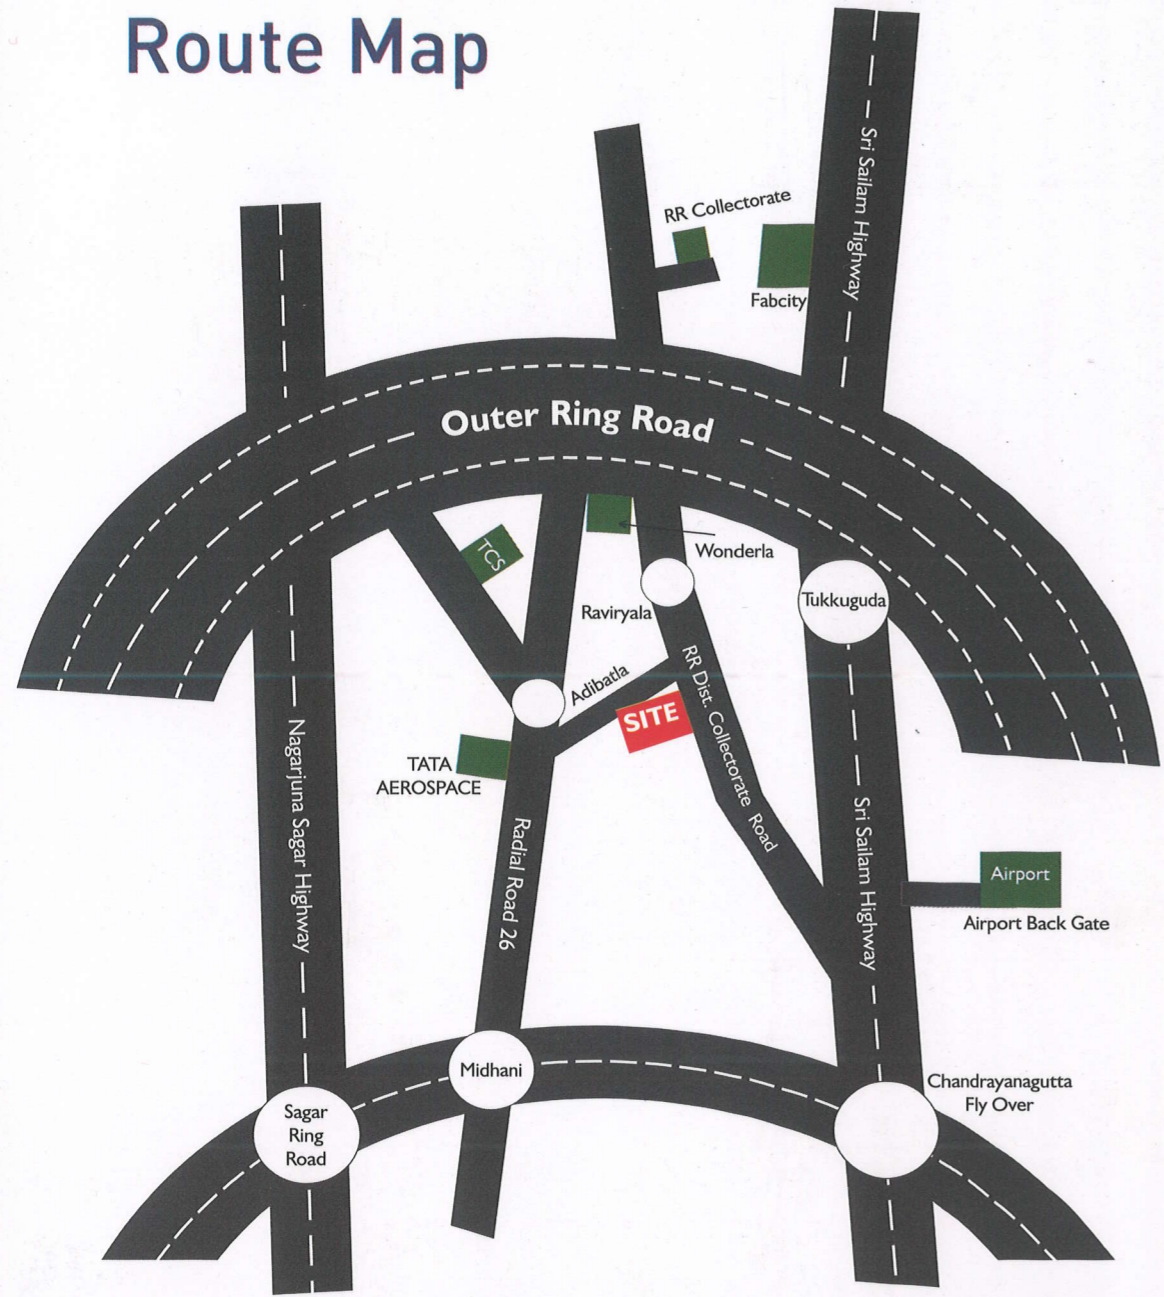 Route Map
Sri Sailam Highway
RR Collectorate
Fabcity
Outer Ring Road
TCS
Wonderla
Raviryala
Tukkuguda
Adibatla
SITE
RR Dist. Collectorate Road
TATA
AEROSPACE
Nagarjuna Sagar Highway
Radial Road 26
Sri Sailam Highway
Airport
Airport Back Gate
Midhani
Chandrayanagutta
Fly Over
Sagar
Ring
Road